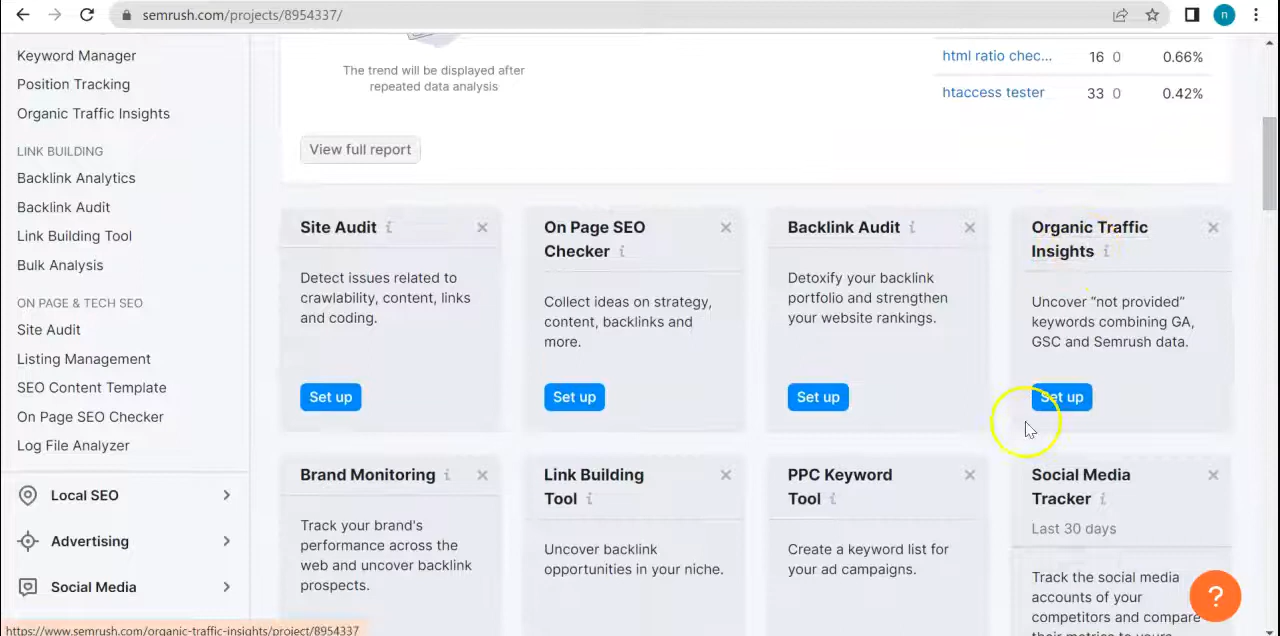 semrush.com/projects/8954337/
n
Keyword Manager
Position Tracking
Organic Traffic Insights
LINK BUILDING
Backlink Analytics
Backlink Audit
Link Building Tool
Bulk Analysis
ON PAGE & TECH SEO
Site Audit
Listing Management
SEO Content Template
On Page SEO Checker
Log File Analyzer
Local SEO
Advertising
Social Media
https://www.semrush.com/organic-traffic-insights/project/8954337
The trend will be displayed after
repeated data analysis
View full report
html ratio chec... 16 0 0.66%
htaccess tester 33 0 0.42%
Site Audit i
Detect issues related to
crawlability, content, links
and coding.
Set up
On Page SEO
Checker i
Collect ideas on strategy,
content, backlinks and
more.
Set up
Backlink Audit i
Detoxify your backlink
portfolio and strengthen
your website rankings.
Set up
Organic Traffic
Insights i
Uncover “not provided”
keywords combining GA,
GSC and Semrush data.
Set up
Brand Monitoring i
Track your brand's
performance across the
web and uncover backlink
prospects.
Link Building
Tool i
Uncover backlink
opportunities in your niche.
PPC Keyword
Tool i
Create a keyword list for
your ad campaigns.
Social Media
Tracker i
Last 30 days
Track the social media
accounts of your
competitors and compare
their metrics to yours
?